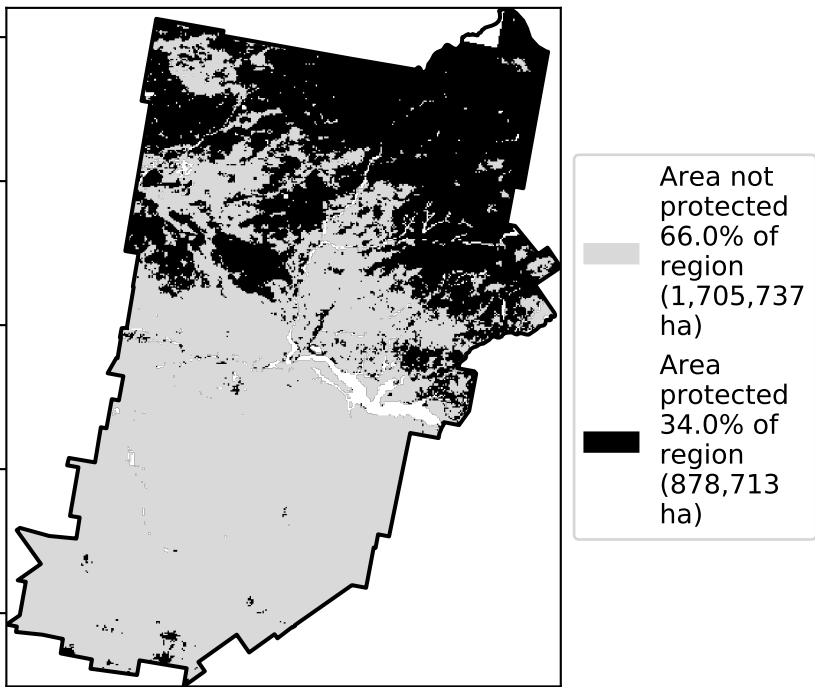 Area not
protected
66.0% of
region
(1,705,737
ha)
Area
protected
34.0% of
region
(878,713
ha)